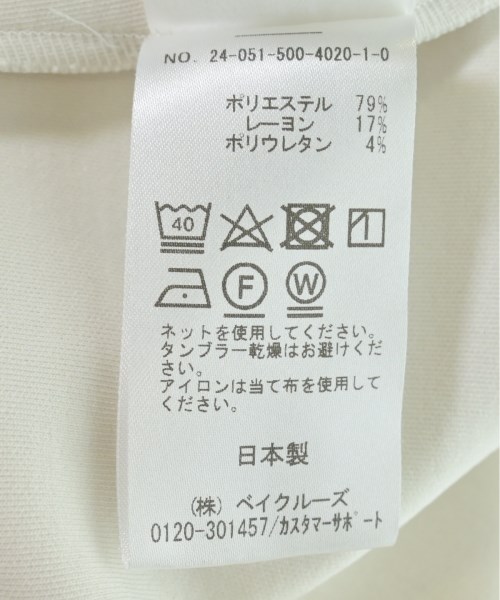 NO. 24-051-500-4020-1-0
ポリエステル 79%
レーヨン 17%
ポリウレタン 4%
40
F W
ネットを使用してください。
タンブラー乾燥はお避けくだ
さい。
アイロンは当て布を使用して
ください。
日本製
(株) ベイクルーズ
0120-301457/カスタマーサポート